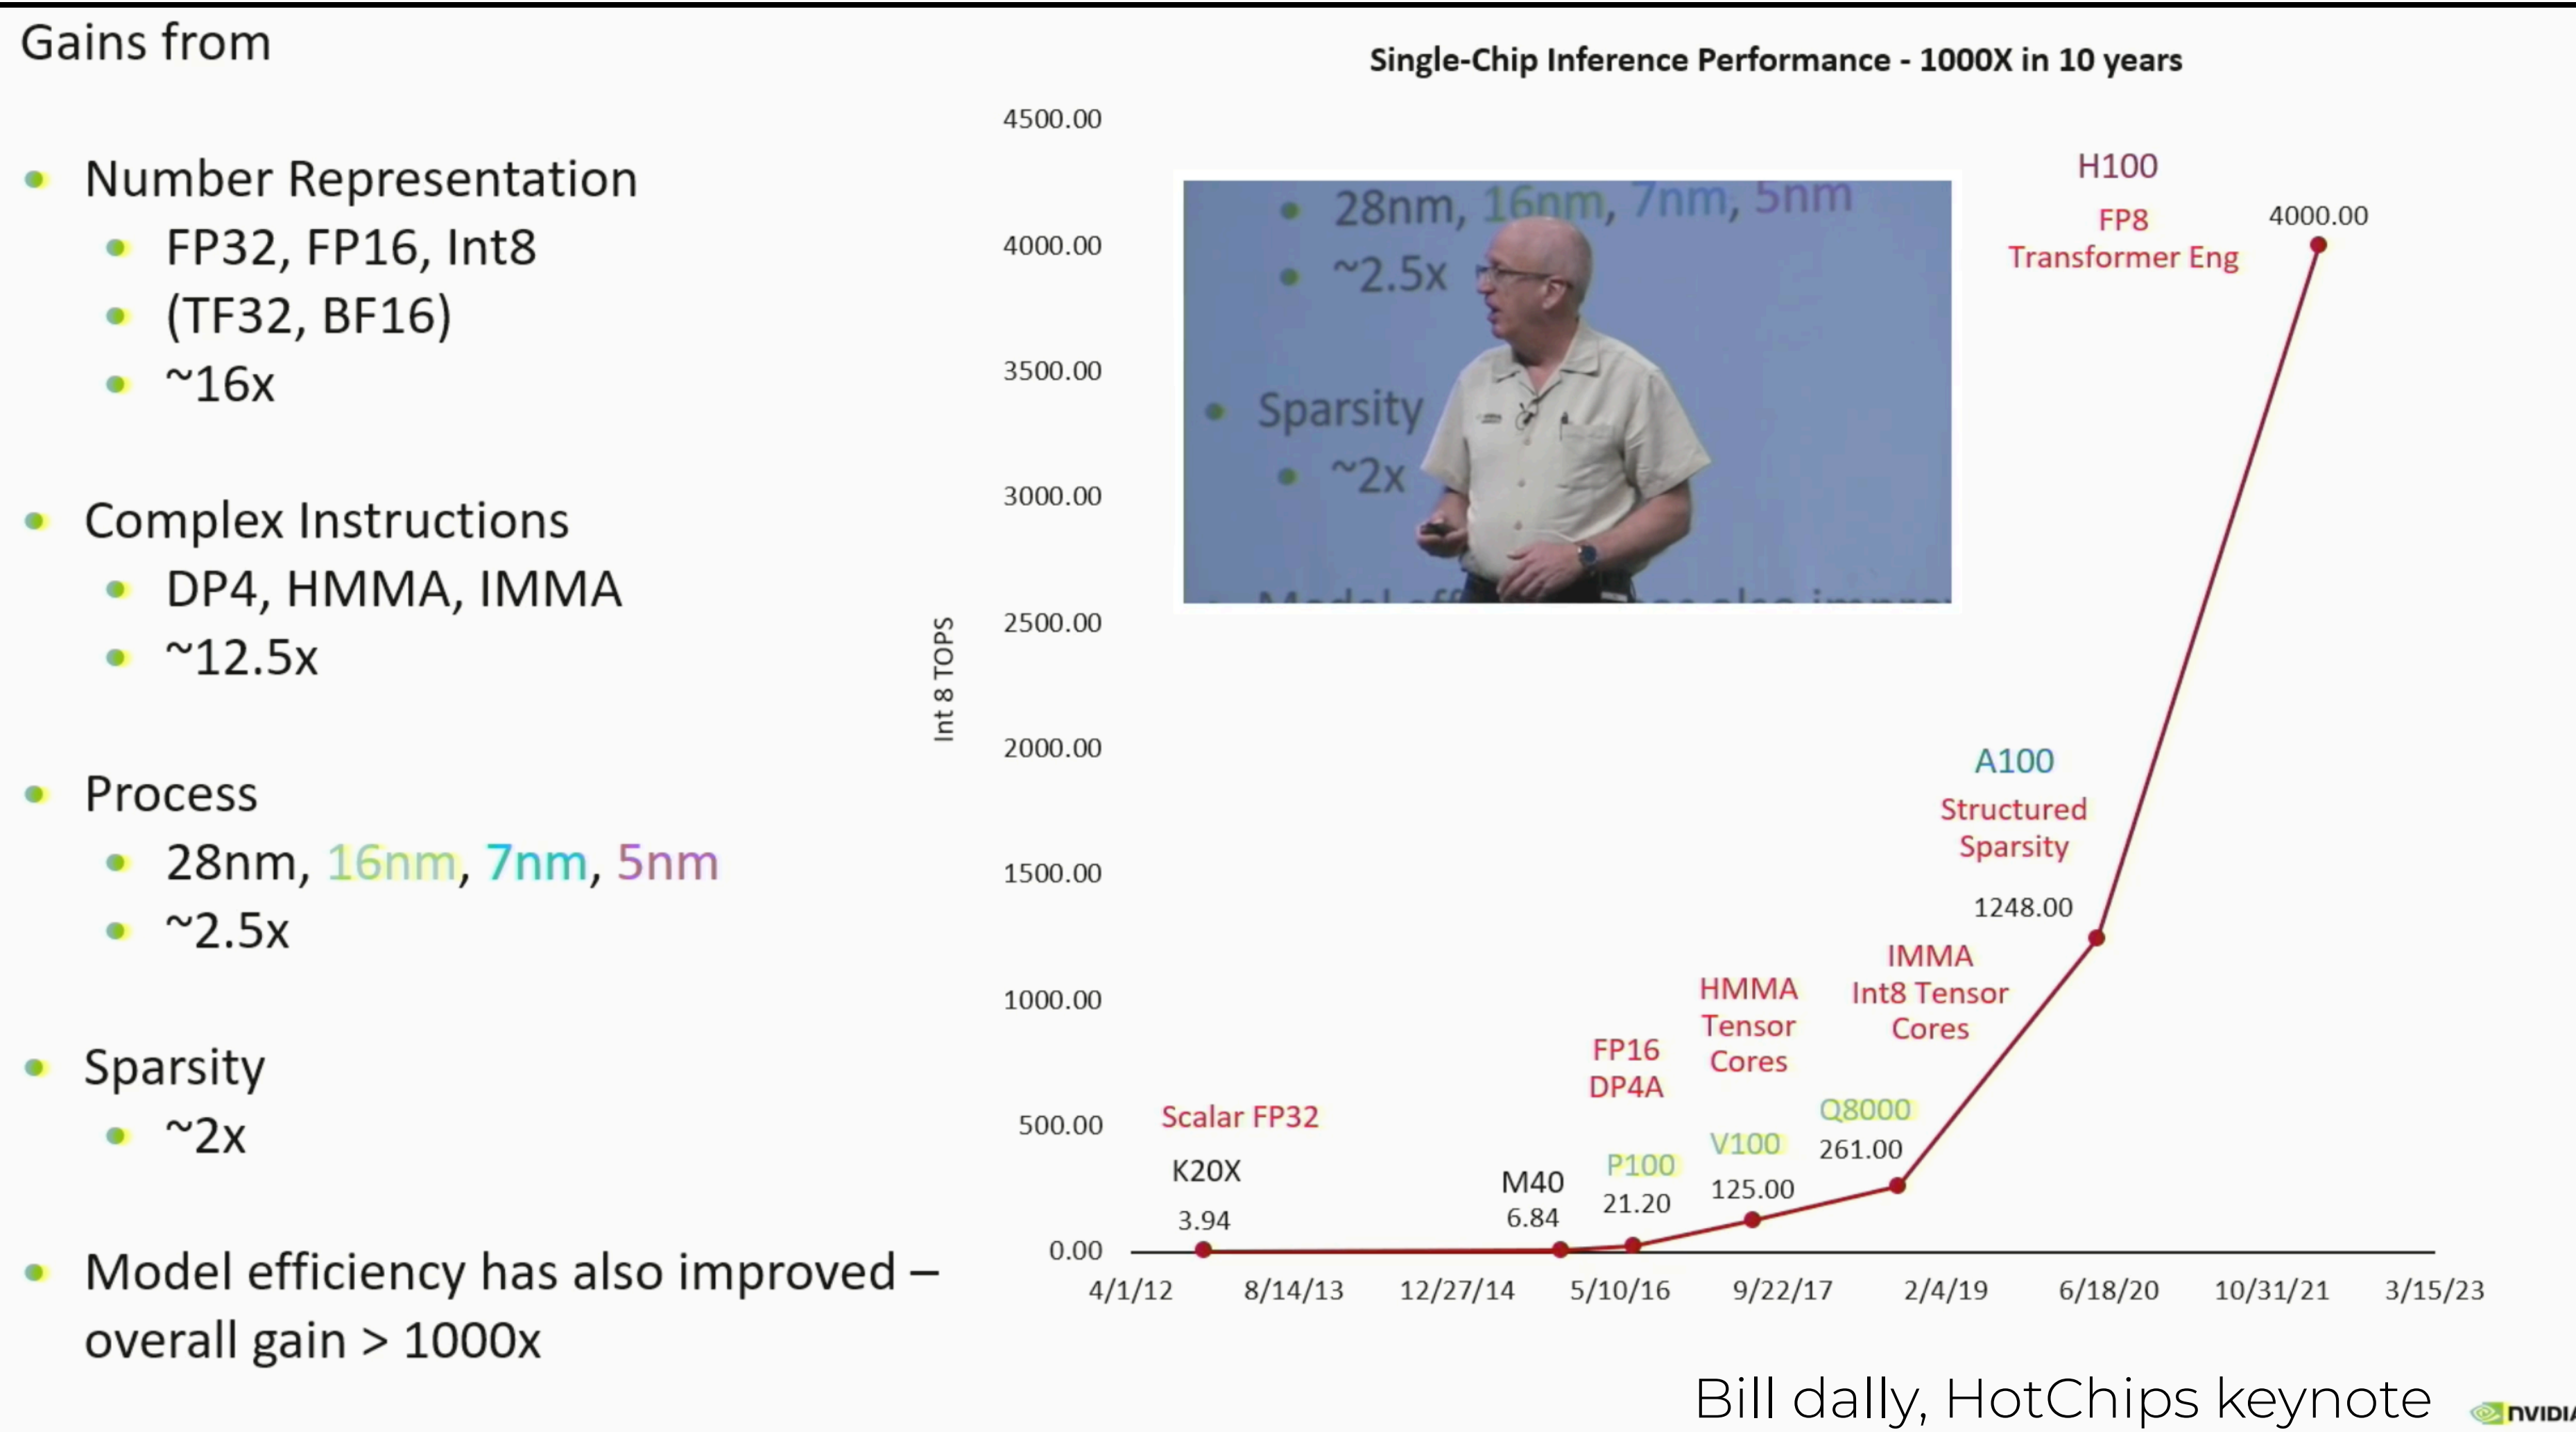 Gains from
Number Representation
FP32, FP16, Int8
(TF32, BF16)
~16x
Complex Instructions
DP4, HMMA, IMMA
~12.5x
Process
28nm, 16nm, 7nm, 5nm
~2.5x
Sparsity
~2x
Model efficiency has also improved –
overall gain > 1000x
Single-Chip Inference Performance - 1000X in 10 years
Int 8 TOPS
4500.00
4000.00
3500.00
3000.00
2500.00
2000.00
1500.00
1000.00
500.00
0.00
4/1/12
8/14/13
12/27/14
5/10/16
9/22/17
2/4/19
6/18/20
10/31/21
3/15/23
28nm, 16nm, 7nm, 5nm
~2.5x
Sparsity
~2x
Scalar FP32
K20X
3.94
M40
6.84
FP16
DP4A
P100
21.20
HMMA
Tensor
Cores
V100
125.00
IMMA
Int8 Tensor
Cores
Q8000
261.00
A100
Structured
Sparsity
1248.00
H100
FP8
Transformer Eng
4000.00
Bill dally, HotChips keynote
NVIDIA